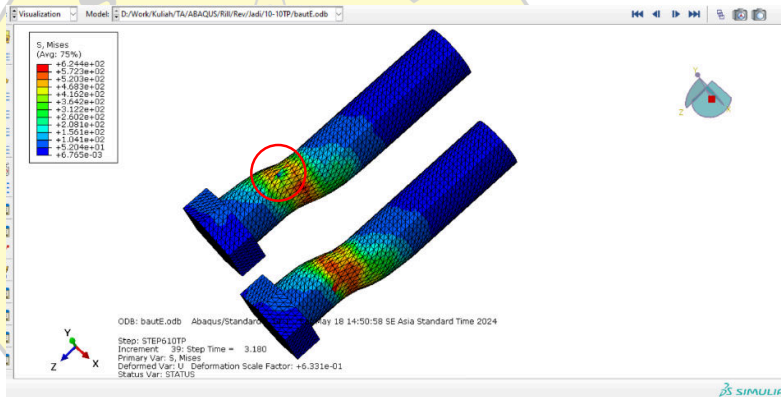 Visualization Model: D:/Work/Kuliah/TA/ABAQUS/Rill/Rev/Jadi/10-10TP/bautE.odb
S, Mises
(Avg: 75%)
+6.244e+02
+5.723e+02
+5.203e+02
+4.683e+02
+4.162e+02
+3.642e+02
+3.122e+02
+2.602e+02
+2.081e+02
+1.561e+02
+1.041e+02
+5.204e+01
+6.765e-03
Y
Z
ODB: bautE.odb Abaqus/Standard May 18 14:50:58 SE Asia Standard Time 2024
Step: STEP610TP
Increment 39: Step Time = 3.180
Primary Var: S, Mises
Deformed Var: U Deformation Scale Factor: +6.331e-01
Status Var: STATUS
Y
Z X
SIMULIA